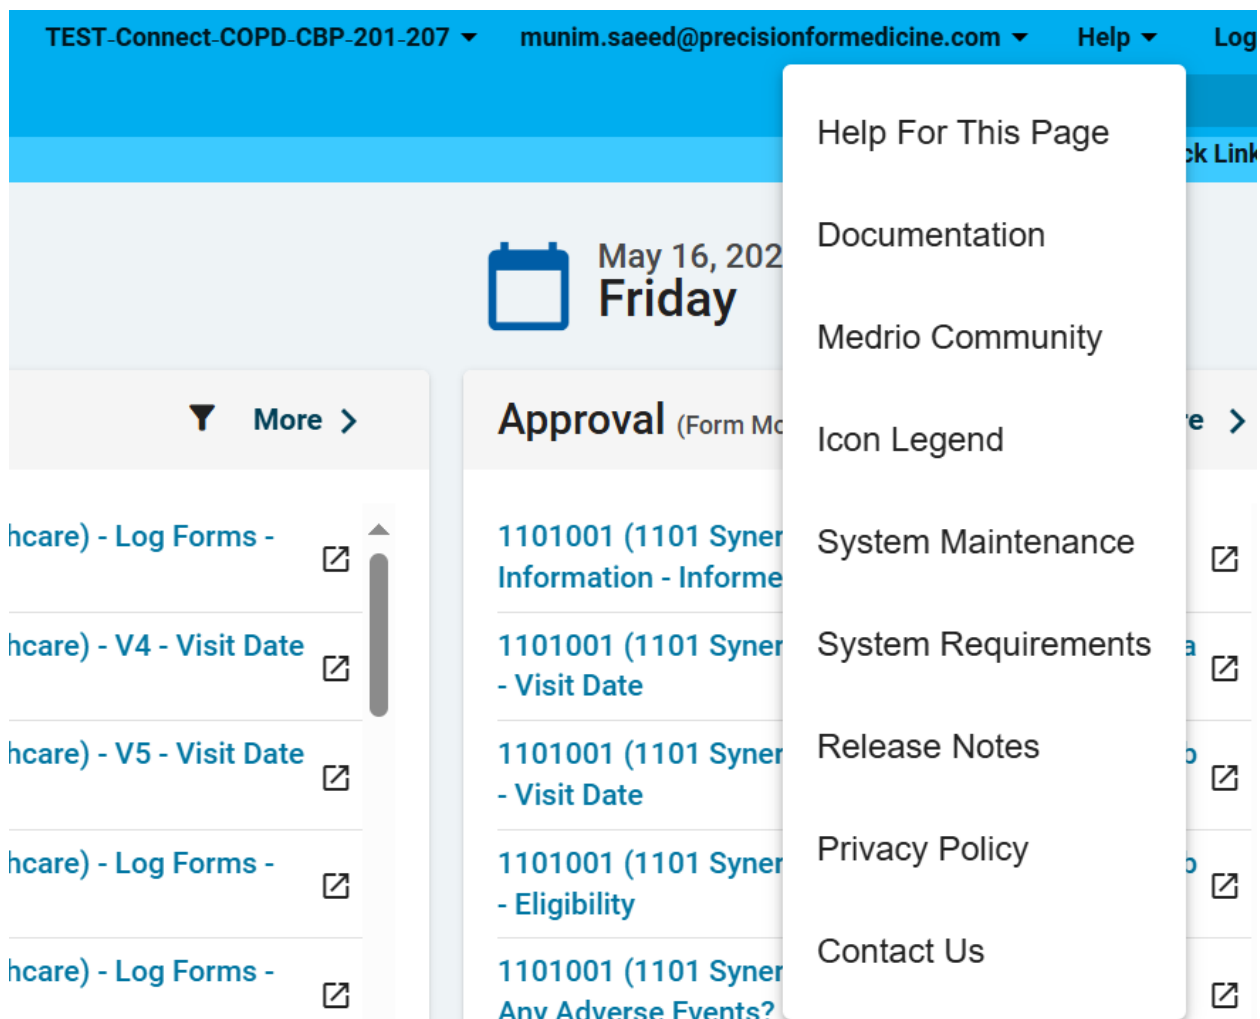 TEST-Connect-COPD-CBP-201-207 munim.saeed@precisionformedicine.com Help Log
Help For This Page
Link
Documentation
May 16, 202
Friday
Medrio Community
More
Approval (Form Mo
Icon Legend
hcare) - Log Forms -
1101001 (1101 Syner
Information - Informe
System Maintenance
hcare) - V4 - Visit Date
1101001 (1101 Syner
- Visit Date
System Requirements
a
hcare) - V5 - Visit Date
1101001 (1101 Syner
- Visit Date
Release Notes
hcare) - Log Forms -
1101001 (1101 Syner
- Eligibility
Privacy Policy
hcare) - Log Forms -
1101001 (1101 Syner
Any Adverse Events?
Contact Us